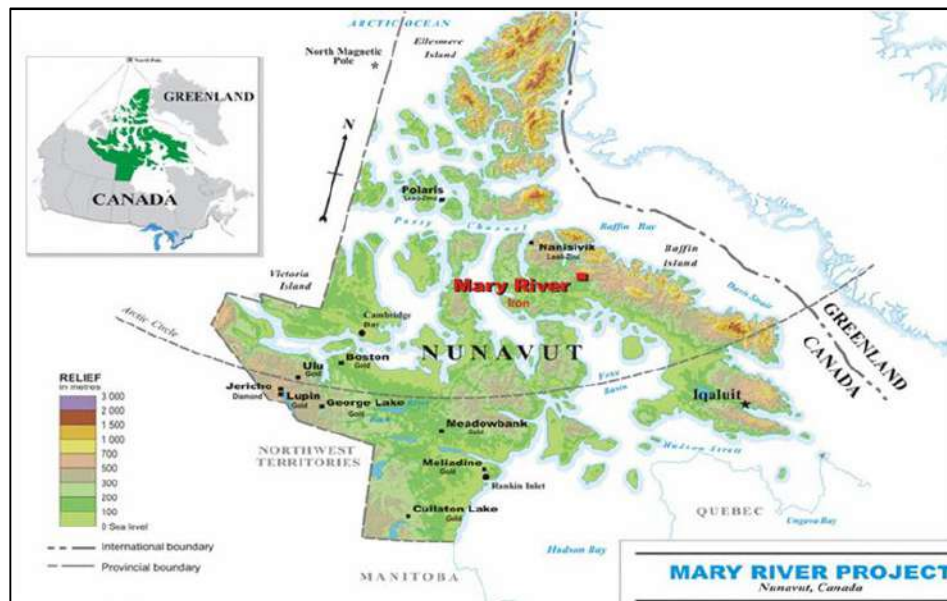 ARCTIC OCEAN
Ellesmere
Island
North Magnetic
Pole
North Pole
GREENLAND
CANADA
N
Polaris
Lead-Zinc
Parry Channel
Baffin Bay
Nanisivik
Lead-Zinc
Baffin
Island
Mary River
Iron
Victoria
Island
Davis Strait
Cambridge
Bay
Arctic Circle
GREENLAND
CANADA
NUNAVUT
Boston
Gold
Ulu
Gold
Foxe
Basin
RELIEF
in metres
3 000
2 000
1 500
1 000
700
500
300
200
100
0 Sea level
Jericho
Diamond
Lupin
Gold
George Lake
Gold
Iqaluit
Meadowbank
Gold
NORTHWEST
TERRITORIES
Hudson Strait
Meliadine
Gold
Rankin Inlet
Cullaton Lake
Gold
QUEBEC
Ungava Bay
International boundary
Provincial boundary
Hudson Bay
MANITOBA
MARY RIVER PROJECT
Nunavut, Canada